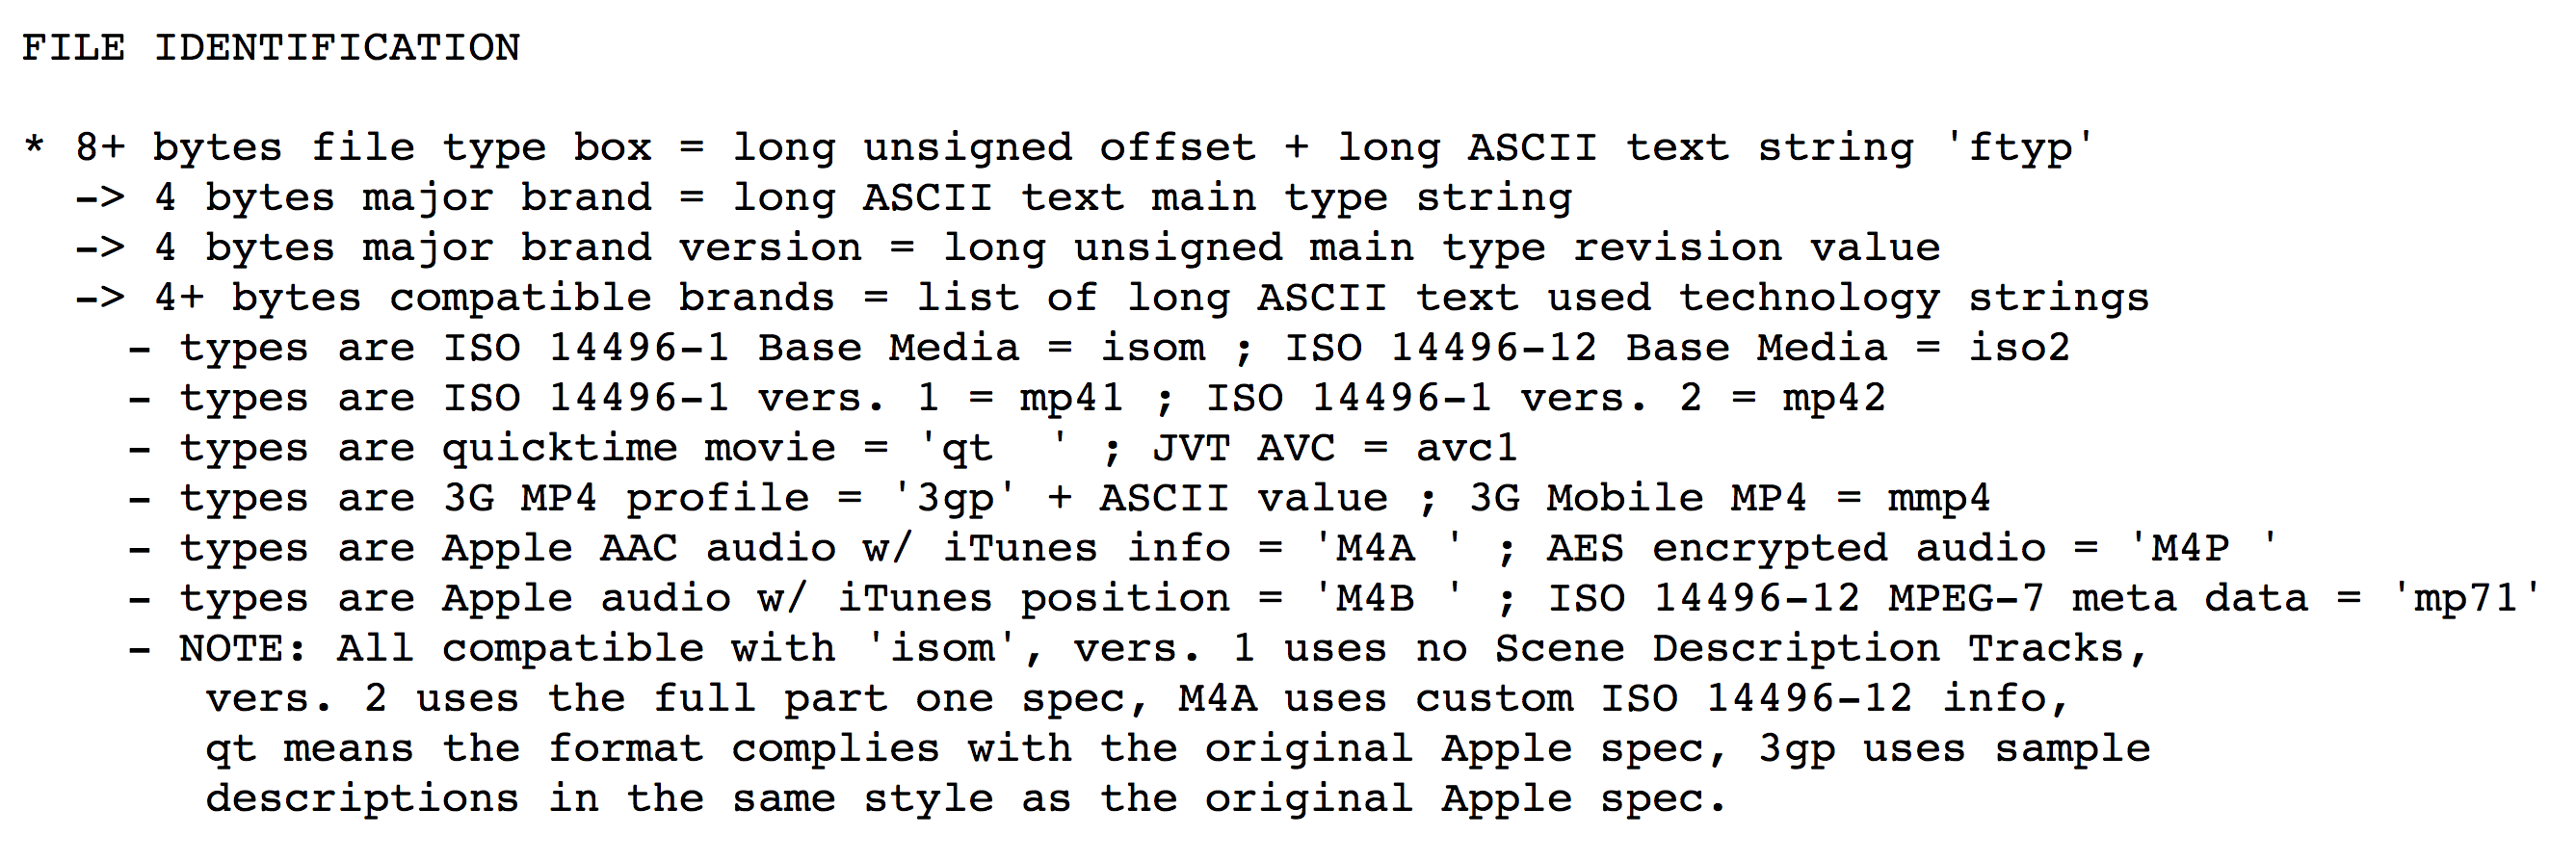 FILE IDENTIFICATION
* 8+ bytes file type box = long unsigned offset + long ASCII text string 'ftyp'
-> 4 bytes major brand = long ASCII text main type string
-> 4 bytes major brand version = long unsigned main type revision value
-> 4+ bytes compatible brands = list of long ASCII text used technology strings
- types are ISO 14496-1 Base Media = isom ; ISO 14496-12 Base Media = iso2
- types are ISO 14496-1 vers. 1 = mp41 ; ISO 14496-1 vers. 2 = mp42
- types are quicktime movie = 'qt  ' ; JVT AVC = avc1
- types are 3G MP4 profile = '3gp' + ASCII value ; 3G Mobile MP4 = mmp4
- types are Apple AAC audio w/ iTunes info = 'M4A ' ; AES encrypted audio = 'M4P '
- types are Apple audio w/ iTunes position = 'M4B ' ; ISO 14496-12 MPEG-7 meta data = 'mp71'
- NOTE: All compatible with 'isom', vers. 1 uses no Scene Description Tracks,
vers. 2 uses the full part one spec, M4A uses custom ISO 14496-12 info,
qt means the format complies with the original Apple spec, 3gp uses sample
descriptions in the same style as the original Apple spec.